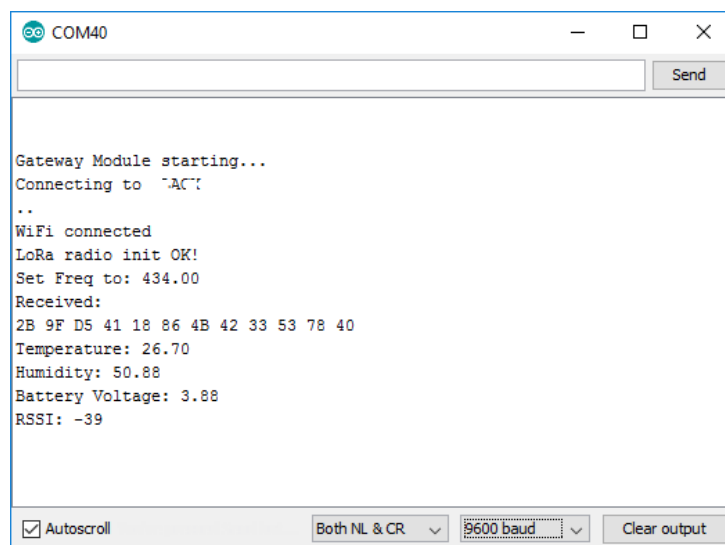 COM40
Send
Gateway Module starting...
Connecting to
..
WiFi connected
LoRa radio init OK!
Set Freq to: 434.00
Received:
2B 9F D5 41 18 86 4B 42 33 53 78 40
Temperature: 26.70
Humidity: 50.88
Battery Voltage: 3.88
RSSI: -39
Autoscroll
Both NL & CR
9600 baud
Clear output